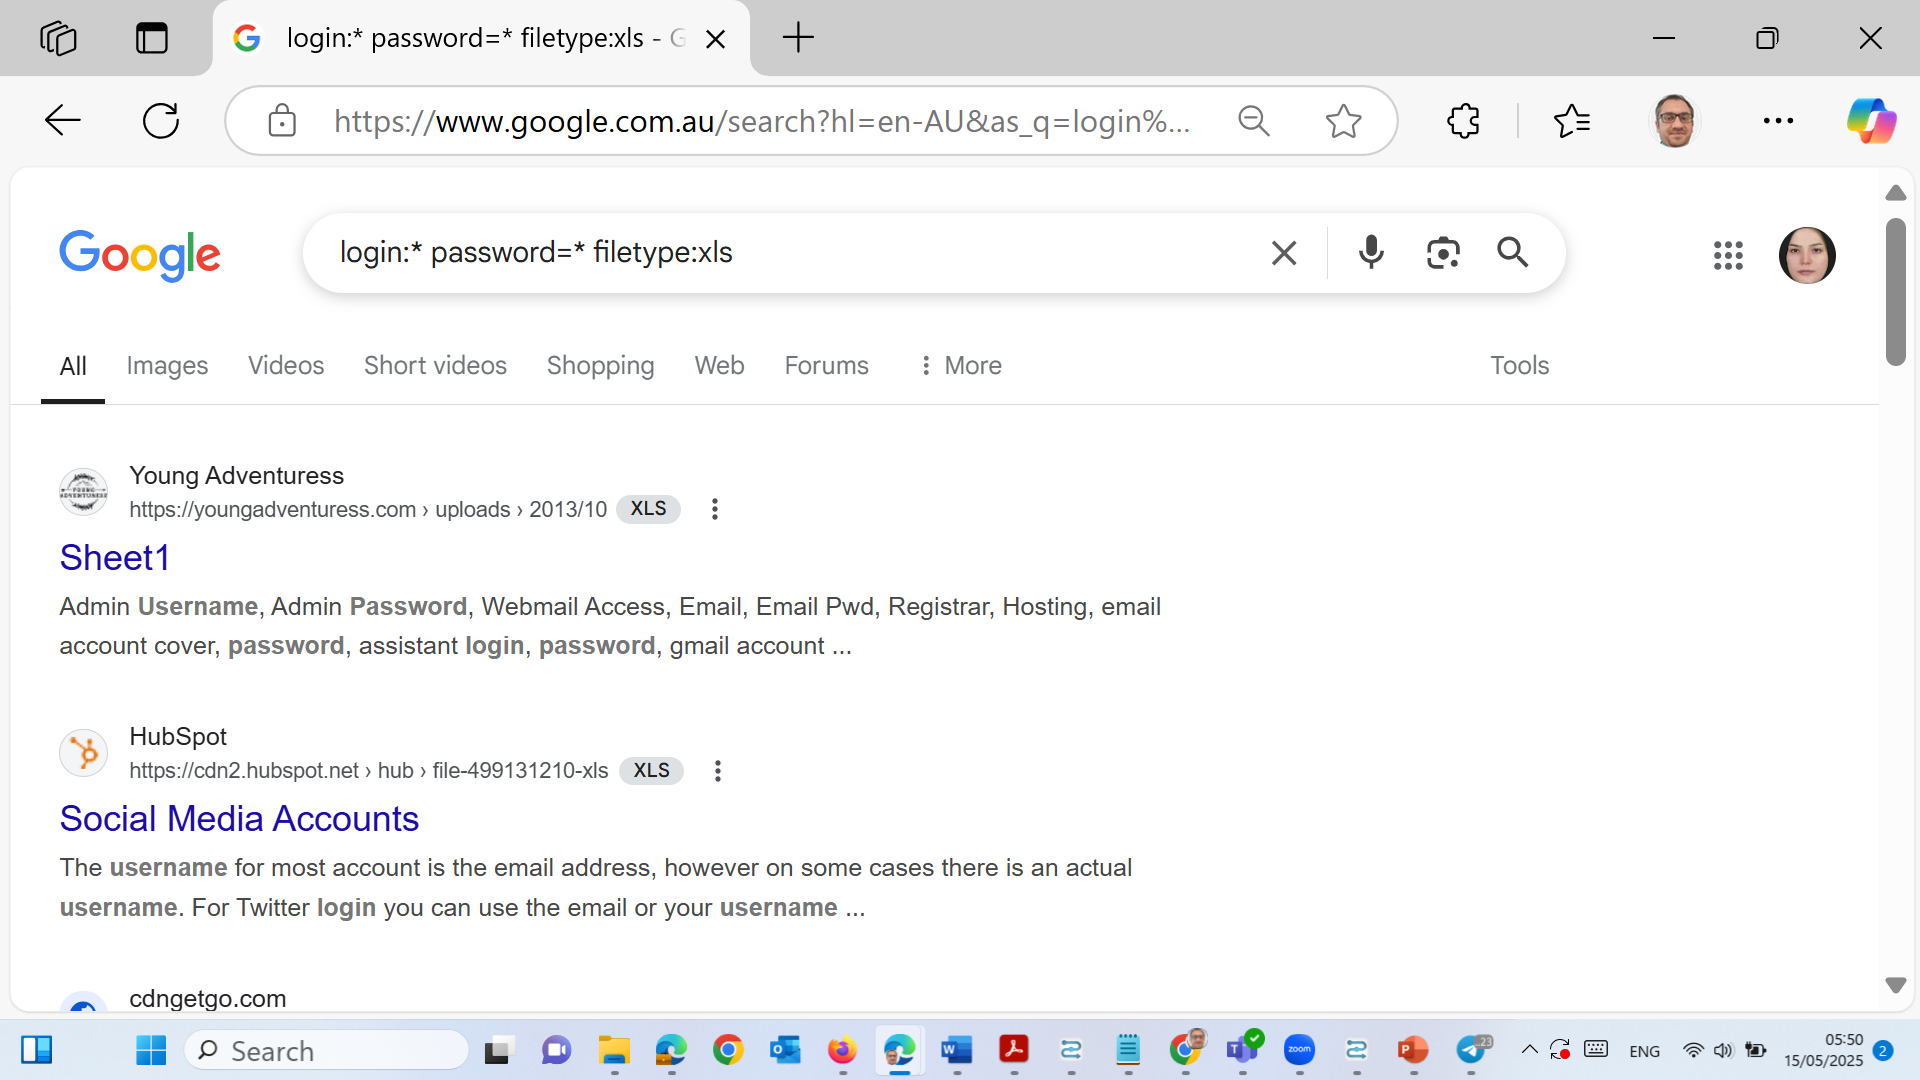 login:* password=* filetype:xls - G
https://www.google.com.au/search?hl=en-AU&as_q=login%...
Google
login:* password=* filetype:xls
All Images Videos Short videos Shopping Web Forums More Tools
Young Adventuress
https://youngadventuress.com › uploads › 2013/10 XLS
Sheet1
Admin Username, Admin Password, Webmail Access, Email, Email Pwd, Registrar, Hosting, email
account cover, password, assistant login, password, gmail account ...
HubSpot
https://cdn2.hubspot.net › hub › file-499131210-xls XLS
Social Media Accounts
The username for most account is the email address, however on some cases there is an actual
username. For Twitter login you can use the email or your username ...
cdngetgo.com
Search
zoom
23
ENG
05:50
15/05/2025
2